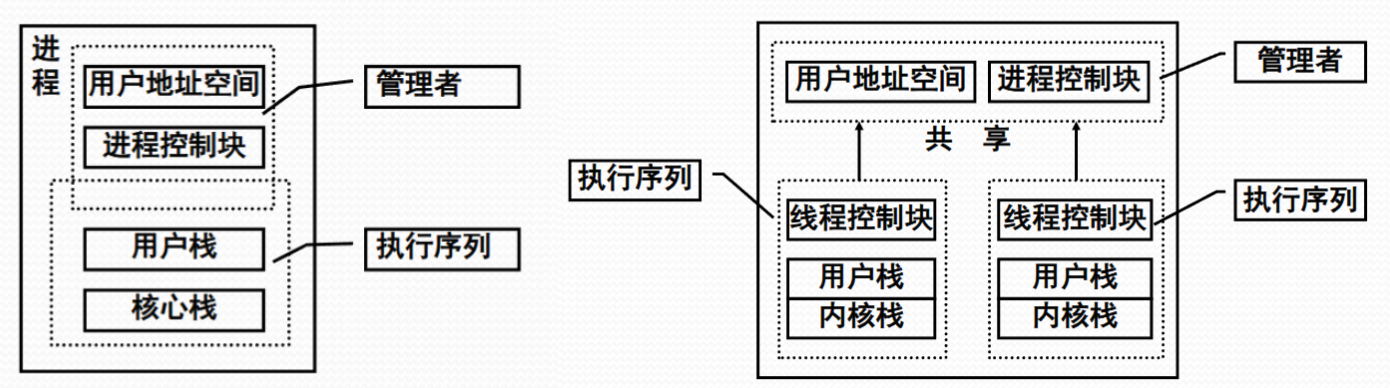 进程
用户地址空间
管理者
进程控制块
用户栈
执行序列
核心栈
用户地址空间
进程控制块
管理者
共 享
执行序列
执行序列
线程控制块
用户栈
内核栈
线程控制块
用户栈
内核栈